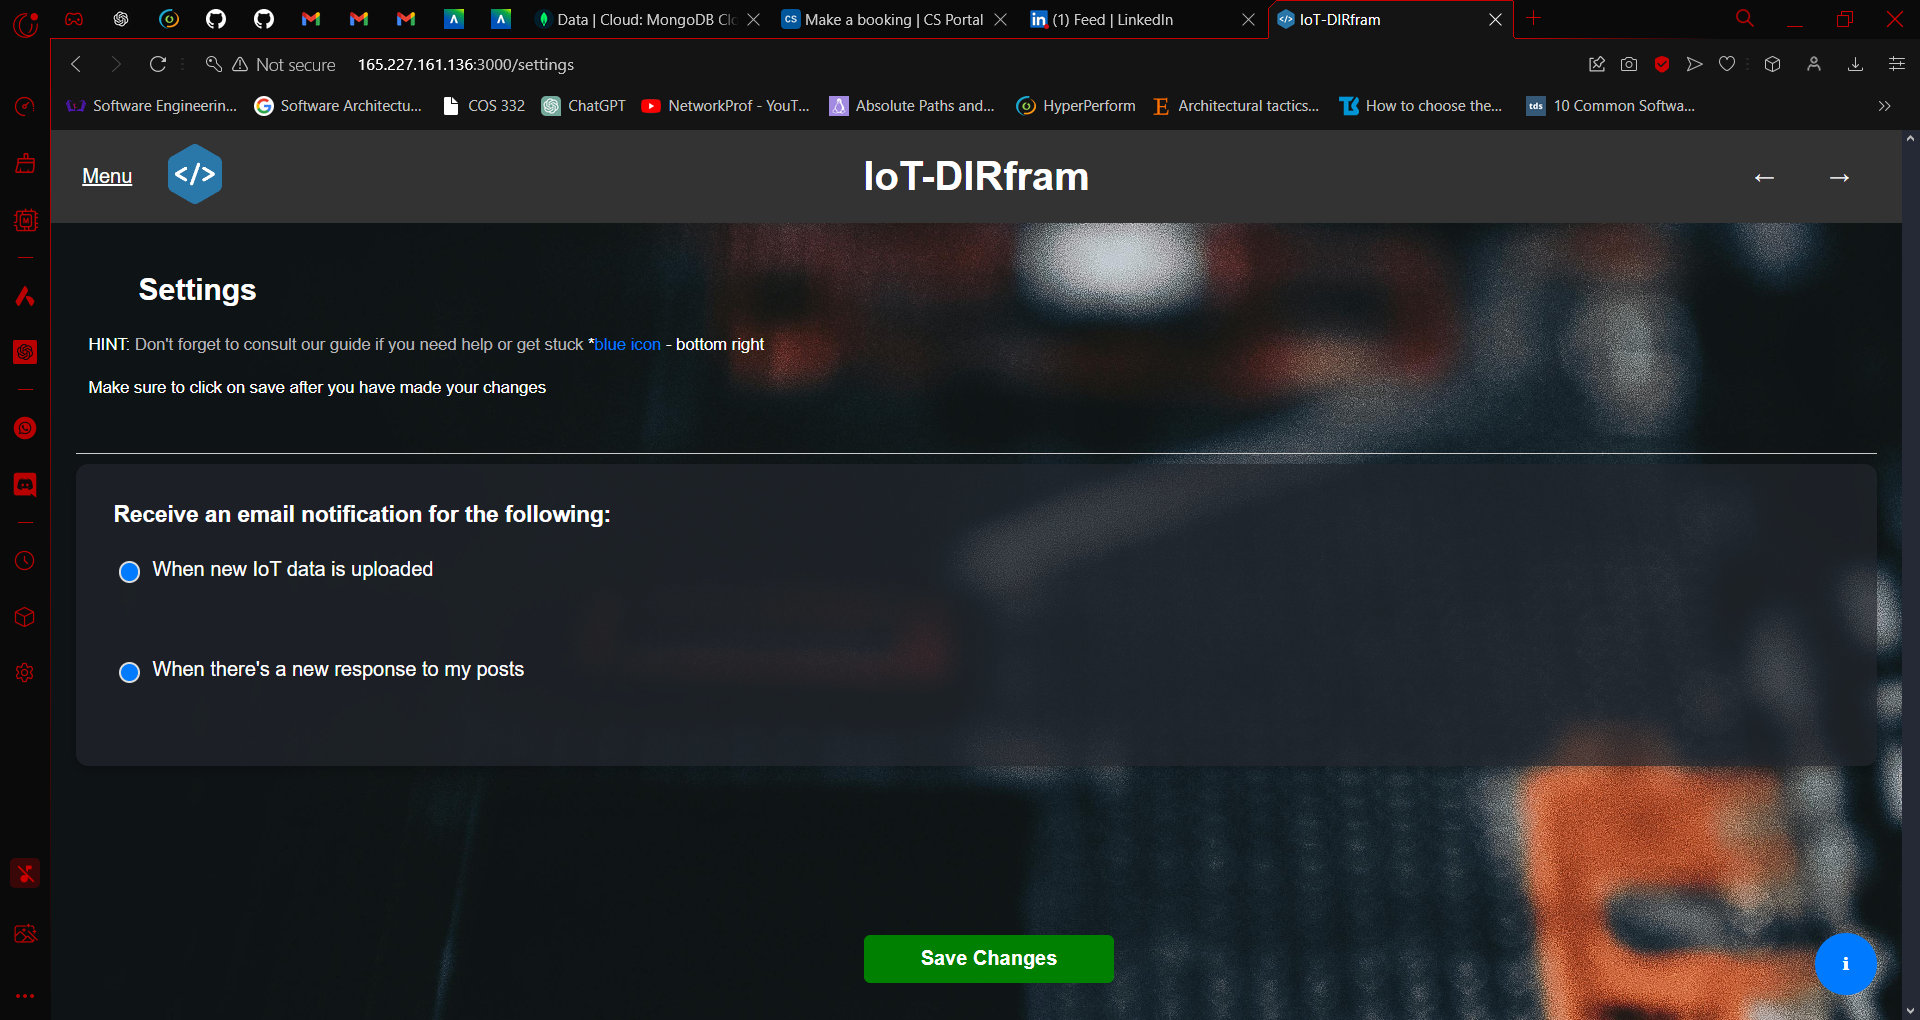 Data | Cloud: MongoDB Clo
CS Make a booking | CS Portal
in (1) Feed | LinkedIn
</> IoT-DIRfram
Not secure 165.227.161.136:3000/settings
Software Engineerin...
Software Architectu...
COS 332
ChatGPT
NetworkProf - YouT...
Absolute Paths and...
HyperPerform
Architectural tactics...
How to choose the...
tds 10 Common Softwa...
Menu
</>
IoT-DIRfram
← →
Settings
HINT: Don't forget to consult our guide if you need help or get stuck *blue icon - bottom right
Make sure to click on save after you have made your changes
Receive an email notification for the following:
When new IoT data is uploaded
When there's a new response to my posts
Save Changes
i